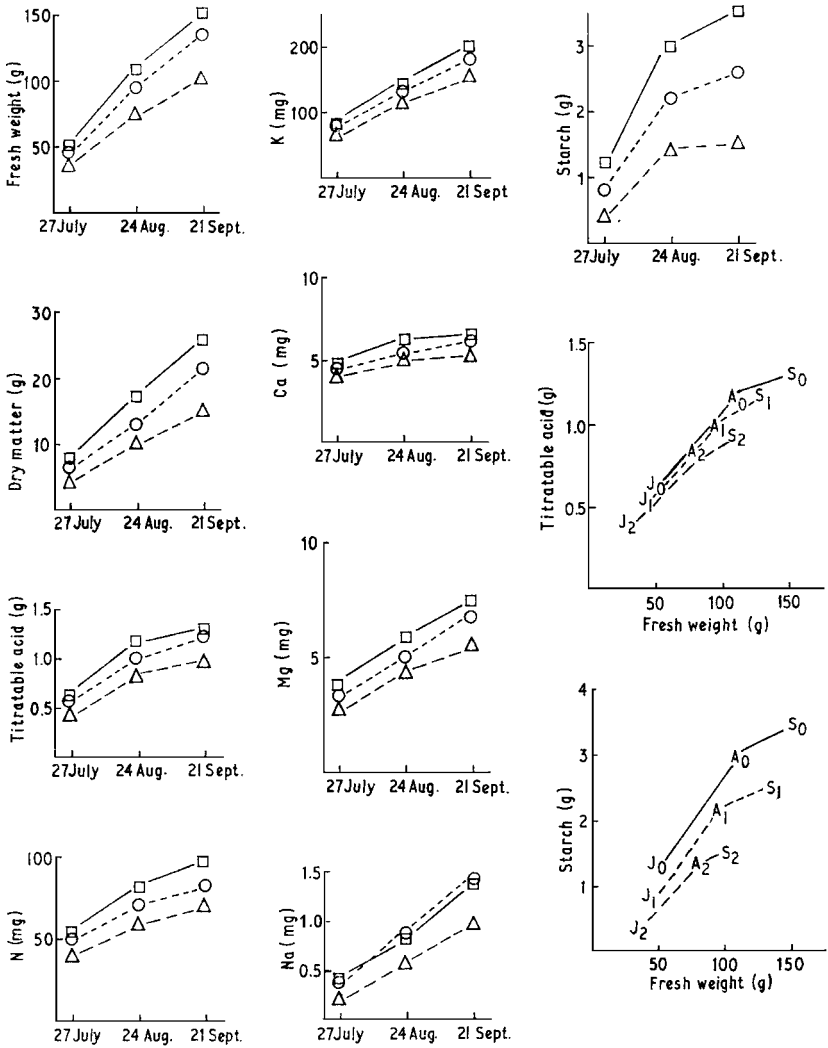 150
100
50
Fresh weight (g)
27 July
24 Aug.
21 Sept.
200
100
K (mg)
27 July
24 Aug.
21 Sept.
3
2
1
Starch (g)
27 July
24 Aug.
21 Sept.
30
20
10
Dry matter (g)
27 July
24 Aug.
21 Sept.
10
5
Ca (mg)
27 July
24 Aug.
21 Sept.
1.5
1.0
0.5
Titratable acid (g)
S0
A0 S1
A1
A2 S2
J0
J1
J2
50 100 150
Fresh weight (g)
1.5
1.0
0.5
Titratable acid (g)
27 July
24 Aug.
21 Sept.
10
5
Mg (mg)
27 July
24 Aug.
21 Sept.
4
3
2
1
Starch (g)
S0
A0
S1
A1
J0
A2 S2
J1
J2
50 100 150
Fresh weight (g)
100
50
N (mg)
27 July
24 Aug.
21 Sept.
1.5
1.0
0.5
Na (mg)
27 July
24 Aug.
21 Sept.